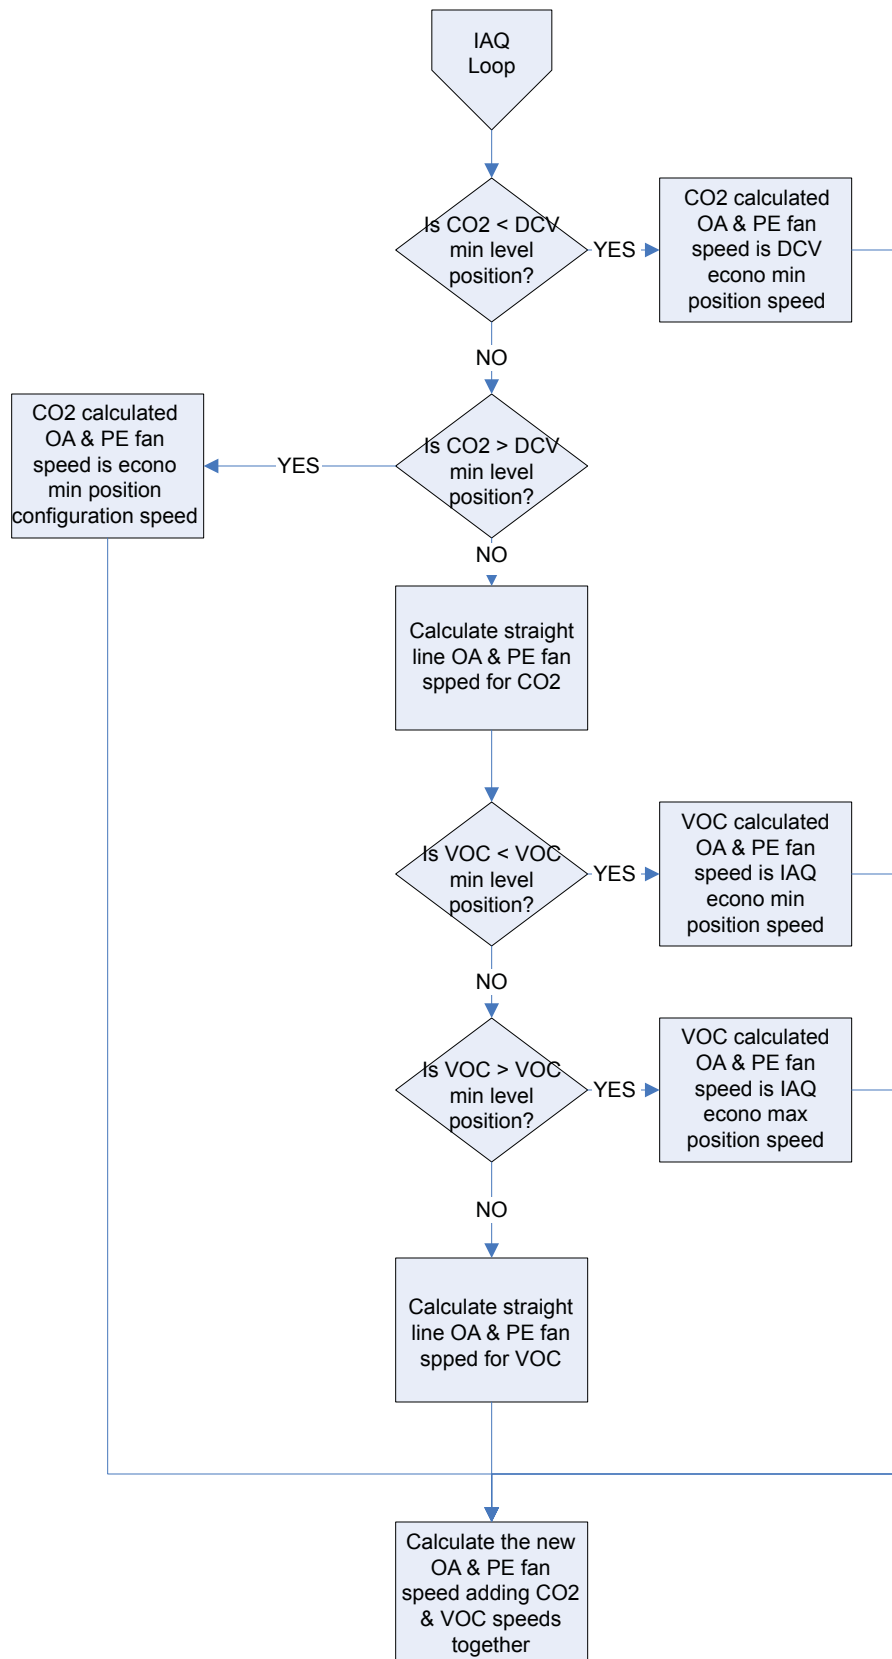 IAQ
Loop
Is CO2 < DCV
min level
position?
YES
CO2 calculated
OA & PE fan
speed is DCV
econo min
position speed
NO
CO2 calculated
OA & PE fan
speed is econo
min position
configuration speed
YES
Is CO2 > DCV
min level
position?
NO
Calculate straight
line OA & PE fan
spped for CO2
Is VOC < VOC
min level
position?
YES
VOC calculated
OA & PE fan
speed is IAQ
econo min
position speed
NO
Is VOC > VOC
min level
position?
YES
VOC calculated
OA & PE fan
speed is IAQ
econo max
position speed
NO
Calculate straight
line OA & PE fan
spped for VOC
Calculate the new
OA & PE fan
speed adding CO2
& VOC speeds
together